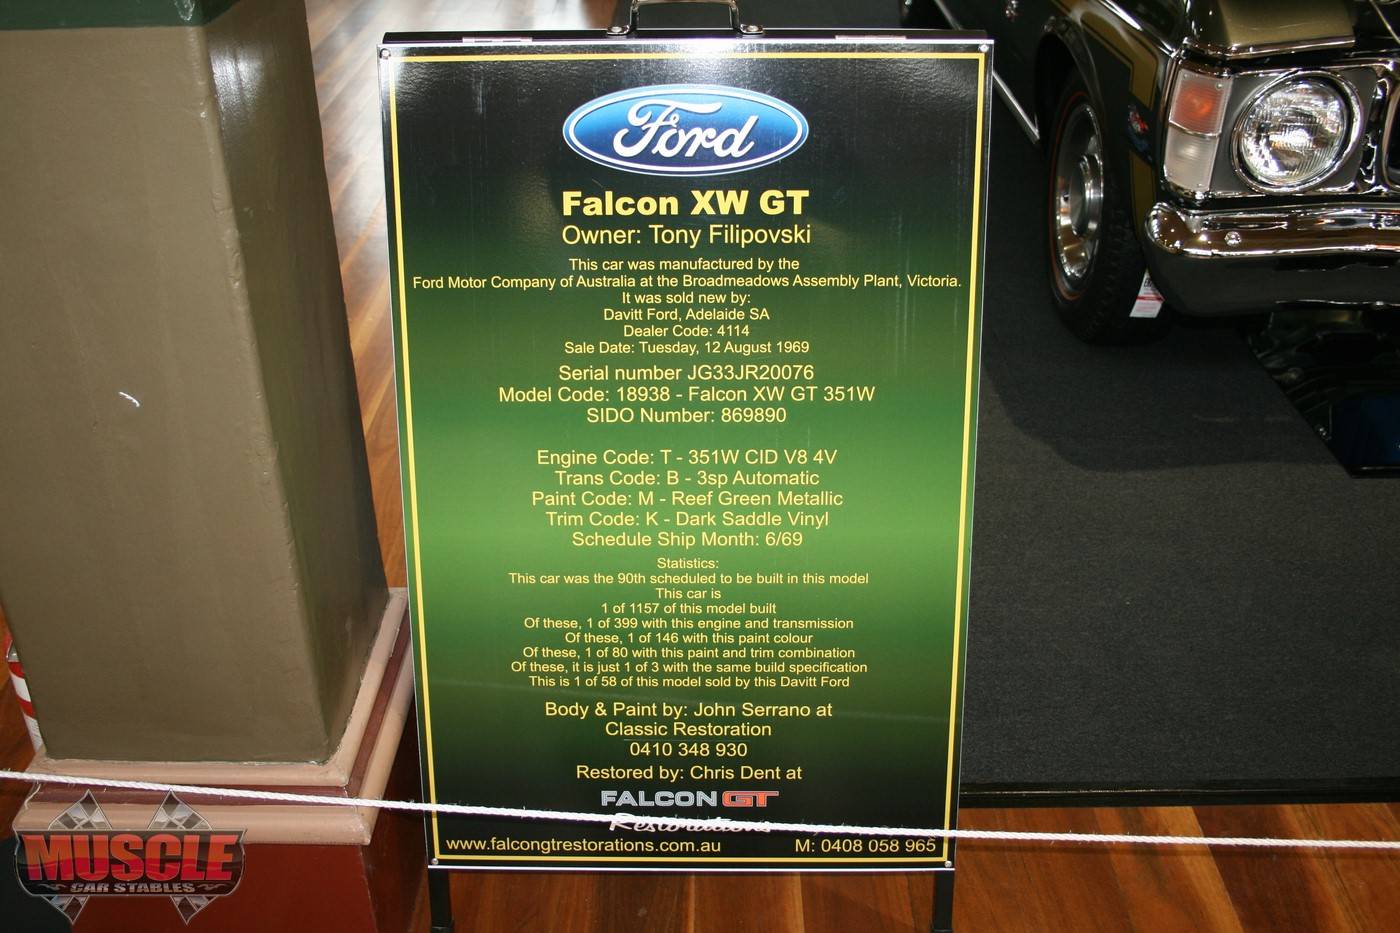 Ford
Falcon XW GT
Owner: Tony Filipovski
This car was manufactured by the
Ford Motor Company of Australia at the Broadmeadows Assembly Plant, Victoria.
It was sold new by:
Davitt Ford, Adelaide SA
Dealer Code: 4114
Sale Date: Tuesday, 12 August 1969
Serial number JG33JR20076
Model Code: 18938 - Falcon XW GT 351W
SIDO Number: 869890
Engine Code: T - 351W CID V8 4V
Trans Code: B - 3sp Automatic
Paint Code: M - Reef Green Metallic
Trim Code: K - Dark Saddle Vinyl
Schedule Ship Month: 6/69
Statistics:
This car was the 90th scheduled to be built in this model
This car is
1 of 1157 of this model built
Of these, 1 of 399 with this engine and transmission
Of these, 1 of 146 with this paint colour
Of these, 1 of 80 with this paint and trim combination
Of these, it is just 1 of 3 with the same build specification
This is 1 of 58 of this model sold by this Davitt Ford
Body & Paint by: John Serrano at
Classic Restoration
0410 348 930
Restored by: Chris Dent at
FALCON GT
Restorations
www.falcongtrestorations.com.au M: 0408 058 965
MUSCLE
CAR STABLES